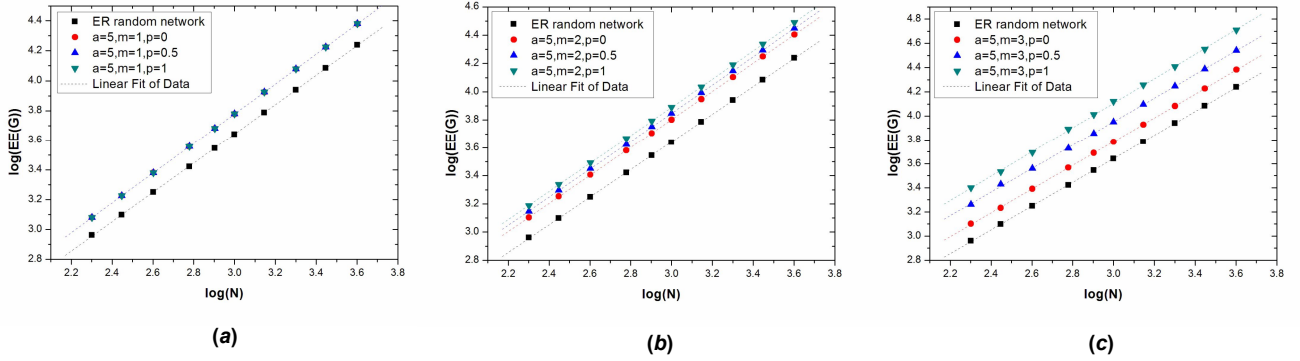 log(EE(G))
4.4
4.2
4.0
3.8
3.6
3.4
3.2
3.0
2.8
ER random network
a=5,m=1,p=0
a=5,m=1,p=0.5
a=5,m=1,p=1
Linear Fit of Data
2.2 2.4 2.6 2.8 3.0 3.2 3.4 3.6 3.8
log(N)
(a)
log(EE(G))
4.6
4.4
4.2
4.0
3.8
3.6
3.4
3.2
3.0
2.8
ER random network
a=5,m=2,p=0
a=5,m=2,p=0.5
a=5,m=2,p=1
Linear Fit of Data
2.2 2.4 2.6 2.8 3.0 3.2 3.4 3.6 3.8
log(N)
(b)
log(EE(G))
4.8
4.6
4.4
4.2
4.0
3.8
3.6
3.4
3.2
3.0
2.8
ER random network
a=5,m=3,p=0
a=5,m=3,p=0.5
a=5,m=3,p=1
Linear Fit of Data
2.2 2.4 2.6 2.8 3.0 3.2 3.4 3.6 3.8
log(N)
(c)